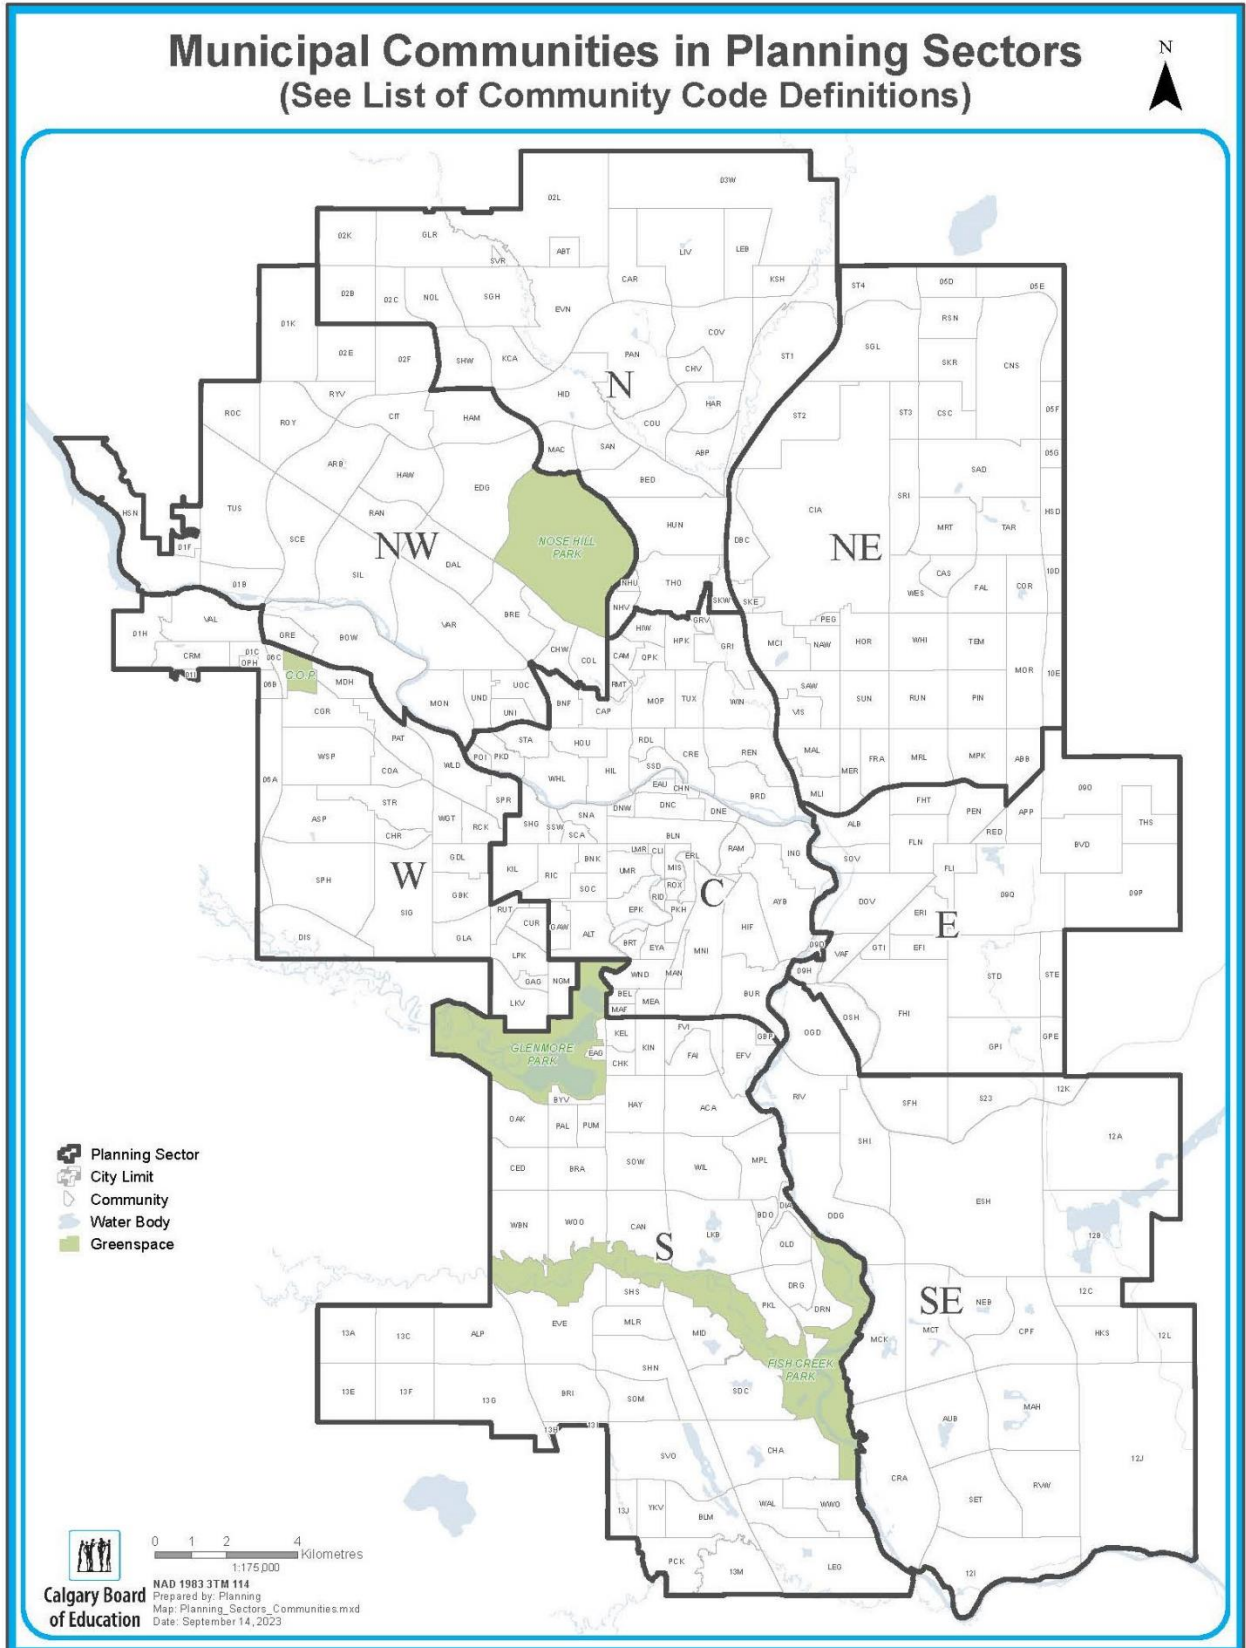 Municipal Communities in Planning Sectors
(See List of Community Code Definitions)
N
03W
02L
02K
GLR
ABT
LIV
LEB
SVR
CAR
KSH
ST4
05D
05E
02B
02C
NOL
SGH
EVN
RSN
01K
COV
ST1
SGL
02E
02F
SHW
KCA
PAN
CHV
SKR
CNS
N
RYV
HID
HAR
ROC
ROY
CIT
HAM
COU
ST2
ST3
CSC
05F
MAC
SAN
ABP
05G
ARB
HAW
EDG
BED
SAD
TUS
RAN
CIA
SRI
HSN
HUN
MRT
TAR
HSD
SCE
NW
NOSE HILL
PARK
DBC
NE
01F
SIL
DAL
01B
NHU
THO
CAS
WES
FAL
COR
10D
SKW
SKE
NHV
BRE
VAL
VAR
HIW
GRV
PEG
01H
GRE
BOW
HPK
GRI
MCI
NAW
HOR
WHI
TEM
CHW
COL
CAM
QPK
CRM
01C
06C
OPH
C.O.P
MDH
RMT
MOR
10E
01I
06B
UOC
SAW
SUN
RUN
PIN
CGR
MON
UND
UNI
BNF
CAP
MOP
TUX
WIN
VIS
PAT
STA
HOU
RDL
CRE
REN
MAL
FRA
MRL
MPK
ABB
WSP
WLD
POI
PKD
SSD
MER
COA
WHL
HIL
EAU
CHN
BRD
MLI
06A
STR
SPR
DNW
DNC
DNE
FHT
PEN
APP
09O
ASP
WGT
RCK
SHG
SSW
SNA
SCA
ALB
RED
THS
CHR
BLN
FLN
BVD
GDL
BNK
LMR
CLI
ERL
RAM
ING
SOV
W
KIL
RIC
UMR
MIS
FLI
SPH
SOC
ROX
C
GBK
RID
AYB
DOV
09Q
09P
RUT
EPK
PKH
ERI
SIG
CUR
GAW
HIF
E
DIS
GLA
ALT
BRT
EYA
MNI
09D
VAF
GTI
EFI
LPK
WND
MAN
09H
STD
STE
GAG
NGM
BEL
MEA
BUR
LKV
MAF
OSH
FHI
KEL
FVI
OGD
GBP
GPE
GLENMORE
PARK
EAG
CHK
KIN
FAI
EFV
GPI
BYV
RIV
SFH
S23
12K
OAK
PAL
PUM
HAY
ACA
SHI
12A
CED
BRA
SOW
WIL
MPL
ESH
WBN
WOO
CAN
DIA
BDO
DDG
LKB
QLD
12B
S
SHS
DRG
SE
NEB
12C
PKL
DRN
13A
13C
ALP
EVE
MLR
MID
MCK
MCT
CPF
HKS
12L
SHN
FISH CREEK
PARK
13E
13F
13G
BRI
SOM
SDC
MAH
AUB
13H
13I
SVO
CHA
12J
CRA
RVW
13J
YKV
WAL
WWO
SET
BLM
PCK
13M
LEG
12I
Planning Sector
City Limit
Community
Water Body
Greenspace
0 1 2 4
Kilometres
1:175,000
Calgary Board
of Education
NAD 1983 3TM 114
Prepared by: Planning
Map: Planning_Sectors_Communities.mxd
Date: September 14, 2023